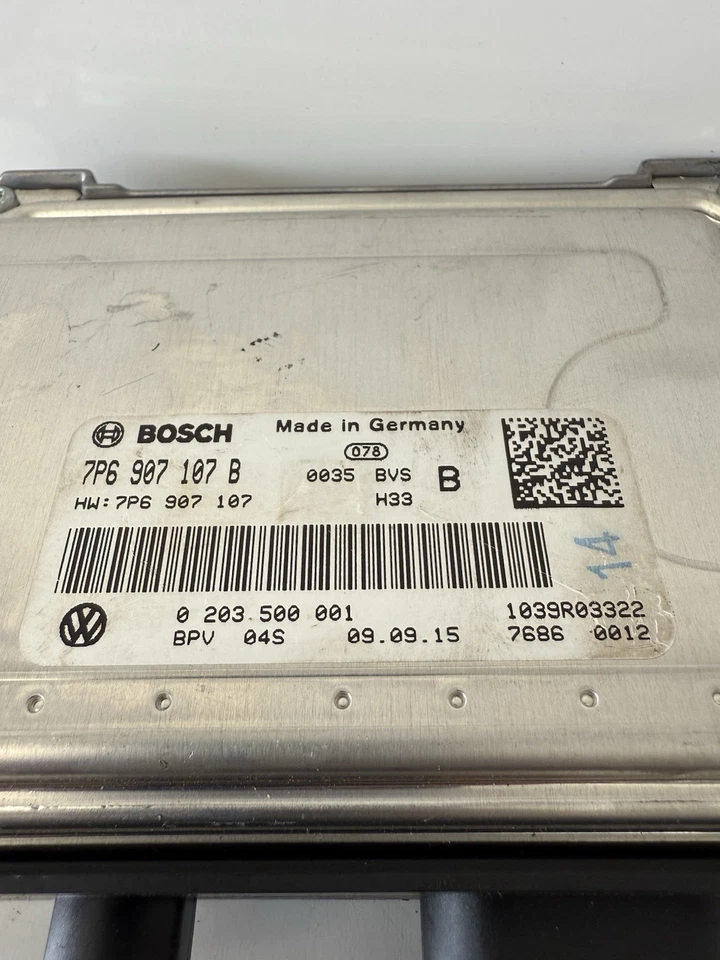 BOSCH Made in Germany
078
7P6 907 107 B 0035 BVS B
HW: 7P6 907 107 H33
14
0 203 500 001 1039R03322
BPV 04S 09.09.15 7686 0012